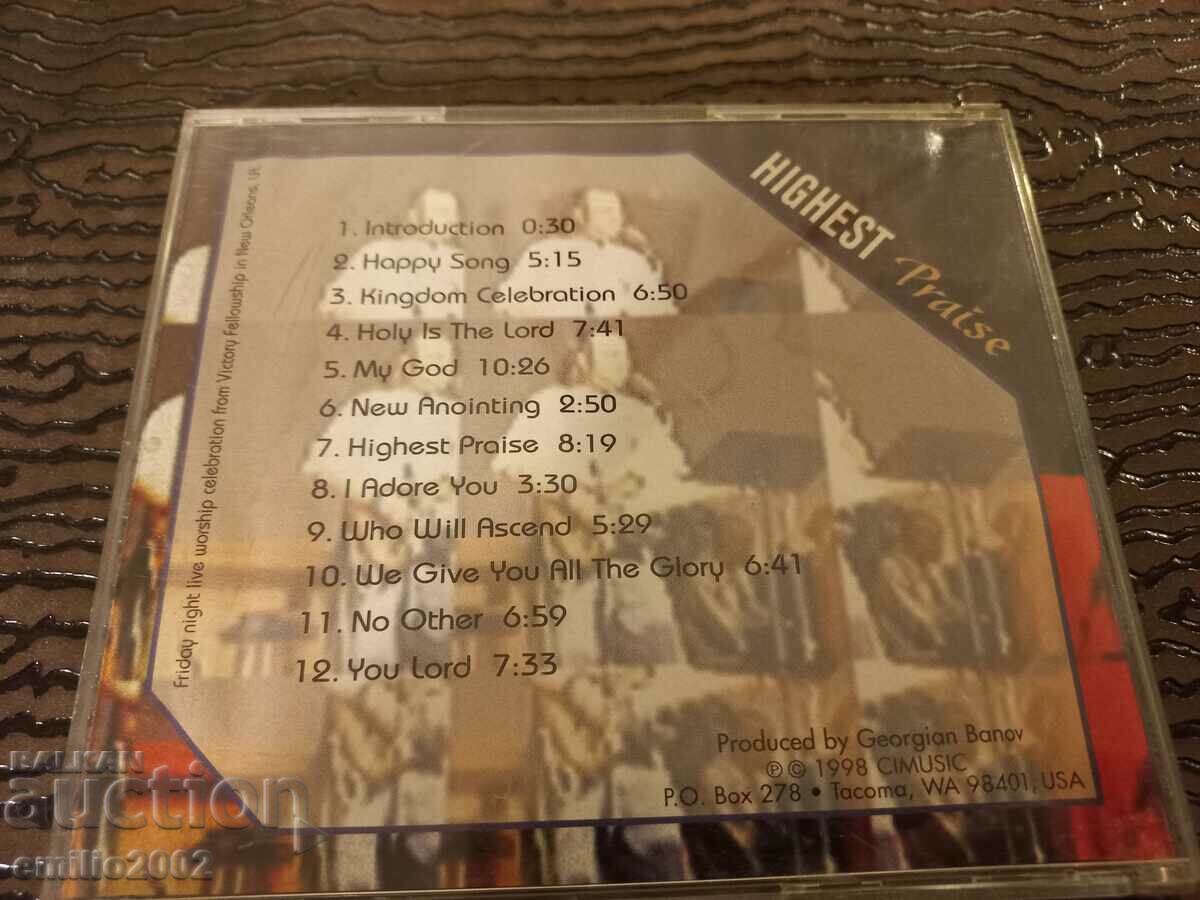 HIGHEST
Praise
1. Introduction 0:30
2. Happy Song 5:15
3. Kingdom Celebration 6:50
4. Holy Is The Lord 7:41
5. My God 10:26
6. New Anointing 2:50
7. Highest Praise 8:19
8. I Adore You 3:30
9. Who Will Ascend 5:29
10. We Give You All The Glory 6:41
11. No Other 6:59
12. You Lord 7:33
Friday night live worship celebration from Victory Fellowship in New Orleans, LA
Produced by Georgian Banov
℗ © 1998 CIMUSIC
P.O. Box 278 • Tacoma, WA 98401, USA
BALKAN
auction
emilio2002